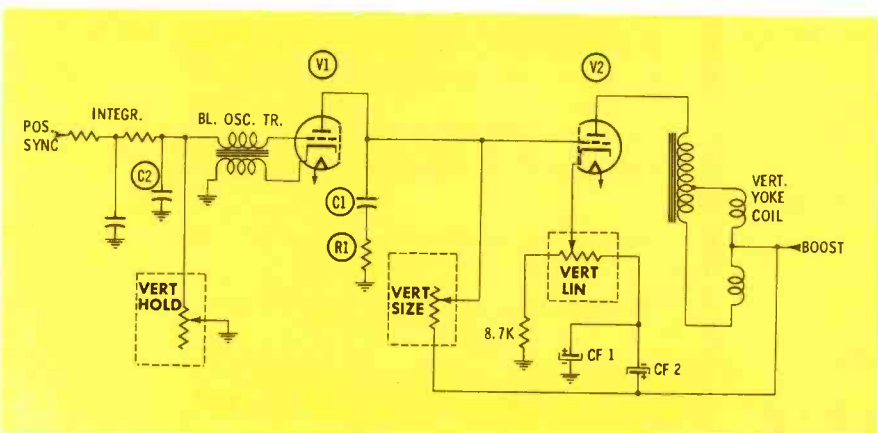 V1
V2
POS.
SYNC
INTEGR.
BL. OSC. TR.
C2
C1
R1
VERT
HOLD
VERT
SIZE
VERT
LIN
8.7K
CF 1
CF 2
VERT.
YOKE
COIL
BOOST